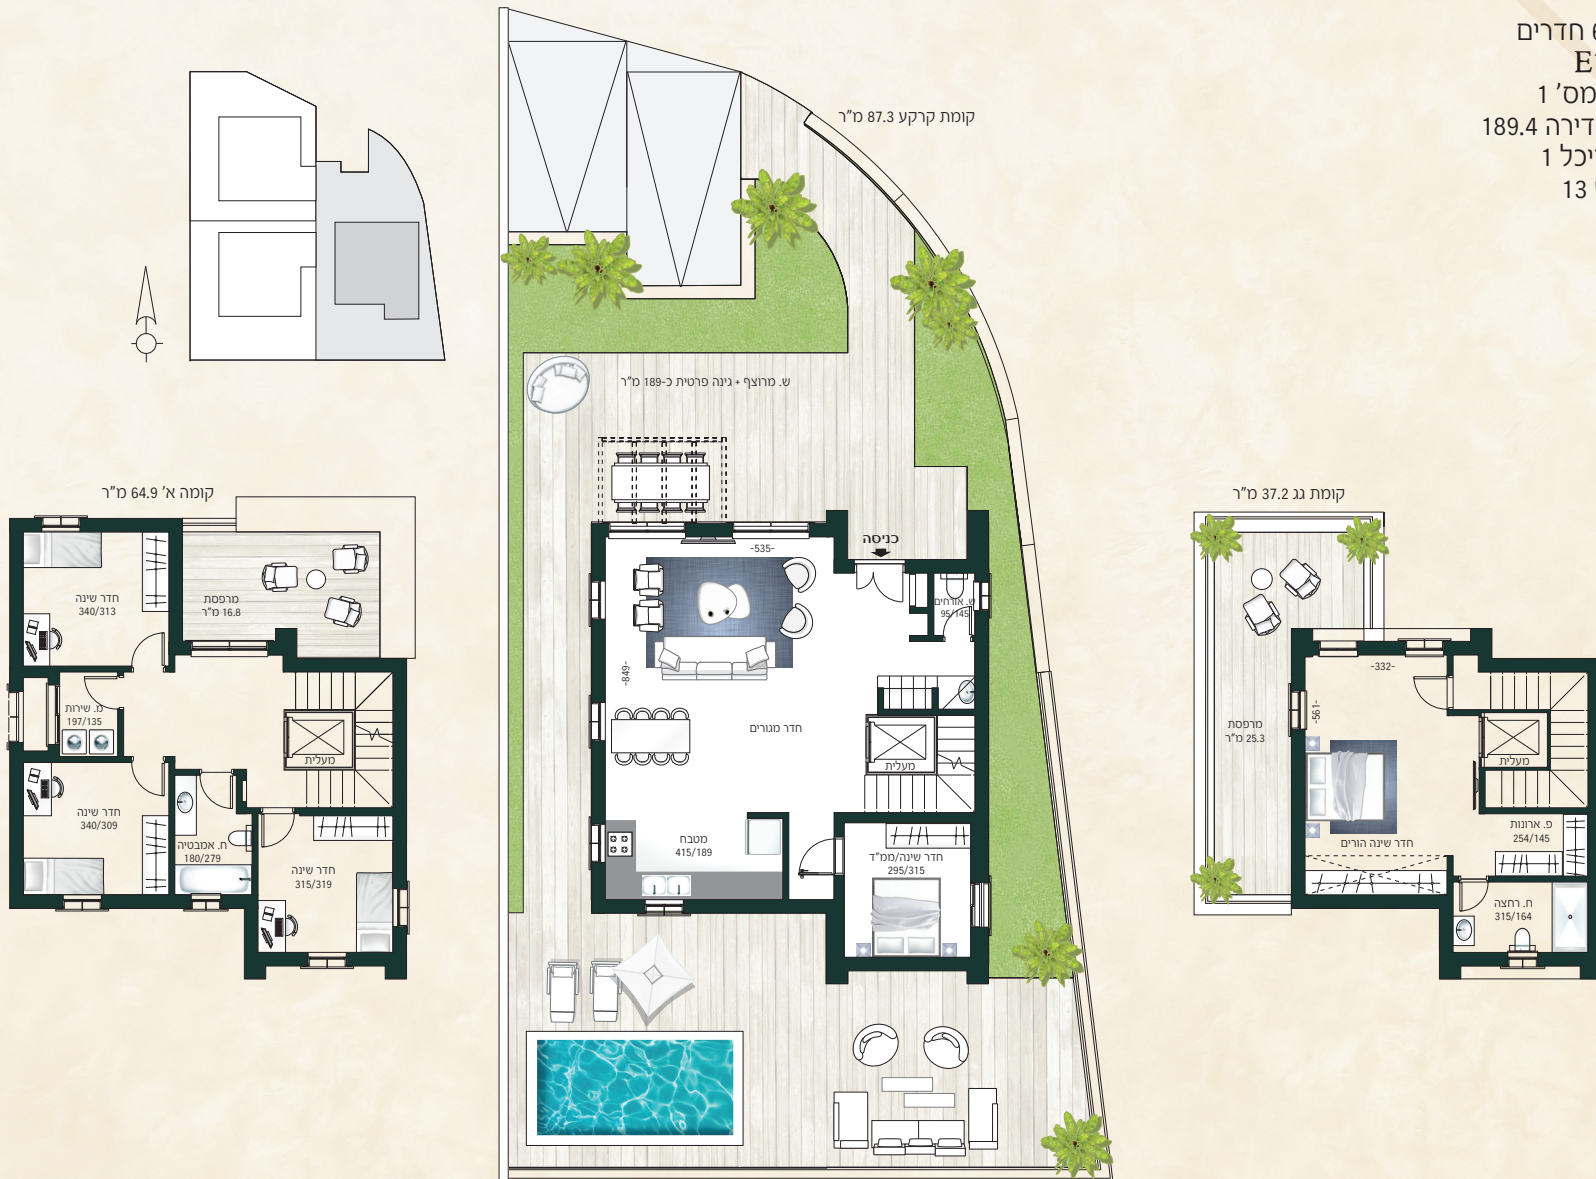 חדרים
מס' 1
דירה 189.4
1
13
קומת קרקע 87.3 מ"ר
ש. מרוצף + גינה פרטית כ-189 מ"ר
כניסה
-535-
ש. אורחים
95/145
-849-
חדר מגורים
מעלית
מטבח
415/189
חדר שינה/ממ"ד
295/315
קומה א' 64.9 מ"ר
חדר שינה
340/313
מרפסת
16.8 מ"ר
מ. שירות
197/135
מעלית
חדר שינה
340/309
ח. אמבטיה
180/279
חדר שינה
315/319
קומת גג 37.2 מ"ר
-332-
-561-
מרפסת
25.3 מ"ר
מעלית
פ. ארונות
254/145
חדר שינה הורים
ח. רחצה
315/164